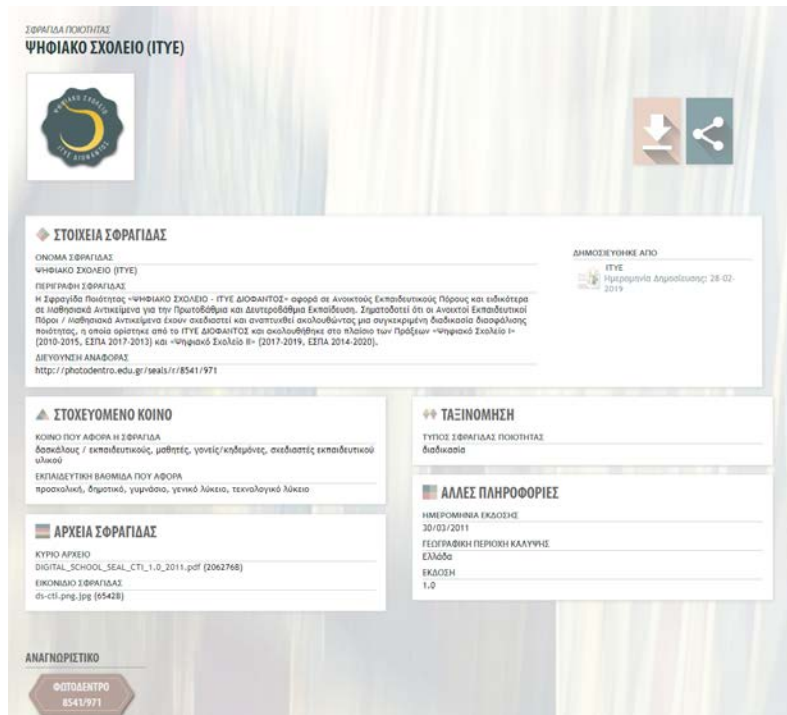 ΣΦΡΑΓΙΔΑ ΠΟΙΟΤΗΤΑΣ
ΨΗΦΙΑΚΟ ΣΧΟΛΕΙΟ (ΙΤΥΕ)
ΨΗΦΙΑΚΟ ΣΧΟΛΕΙΟ
ΙΤΥΕ ΔΙΟΦΑΝΤΟΣ
ΣΤΟΙΧΕΙΑ ΣΦΡΑΓΙΔΑΣ
ΟΝΟΜΑ ΣΦΡΑΓΙΔΑΣ
ΨΗΦΙΑΚΟ ΣΧΟΛΕΙΟ (ΙΤΥΕ)
ΠΕΡΙΓΡΑΦΗ ΣΦΡΑΓΙΔΑΣ
Η Σφραγίδα Ποιότητας «ΨΗΦΙΑΚΟ ΣΧΟΛΕΙΟ - ΙΤΥΕ ΔΙΟΦΑΝΤΟΣ» αφορά σε Ανοικτούς Εκπαιδευτικούς Πόρους και ειδικότερα
σε Μαθησιακά Αντικείμενα για την Πρωτοβάθμια και Δευτεροβάθμια Εκπαίδευση. Σηματοδοτεί ότι οι Ανοικτοί Εκπαιδευτικοί
Πόροι / Μαθησιακά Αντικείμενα έχουν σχεδιαστεί και αναπτυχθεί ακολουθώντας μια συγκεκριμένη διαδικασία διασφάλισης
ποιότητας, η οποία ορίστηκε από το ΙΤΥΕ ΔΙΟΦΑΝΤΟΣ και ακολουθήθηκε στο πλαίσιο των Πράξεων «Ψηφιακό Σχολείο Ι»
(2010-2015, ΕΣΠΑ 2017-2013) και «Ψηφιακό Σχολείο ΙΙ» (2017-2019, ΕΣΠΑ 2014-2020).
ΔΙΕΥΘΥΝΣΗ ΑΝΑΦΟΡΑΣ
http://photodentro.edu.gr/seals/r/8541/971
ΔΗΜΟΣΙΕΥΘΗΚΕ ΑΠΟ
ΙΤΥΕ
Ημερομηνία Δημοσίευσης: 28-02-
2019
ΣΤΟΧΕΥΟΜΕΝΟ ΚΟΙΝΟ
ΚΟΙΝΟ ΠΟΥ ΑΦΟΡΑ Η ΣΦΡΑΓΙΔΑ
δασκάλους / εκπαιδευτικούς, μαθητές, γονείς/κηδεμόνες, σχεδιαστές εκπαιδευτικού
υλικού
ΕΚΠΑΙΔΕΥΤΙΚΗ ΒΑΘΜΙΔΑ ΠΟΥ ΑΦΟΡΑ
προσχολική, δημοτικό, γυμνάσιο, γενικό λύκειο, τεχνολογικό λύκειο
ΑΡΧΕΙΑ ΣΦΡΑΓΙΔΑΣ
ΚΥΡΙΟ ΑΡΧΕΙΟ
DIGITAL_SCHOOL_SEAL_CTI_1.0_2011.pdf (206276B)
ΕΙΚΟΝΙΔΙΟ ΣΦΡΑΓΙΔΑΣ
ds-cti.png.jpg (6542B)
ΤΑΞΙΝΟΜΗΣΗ
ΤΥΠΟΣ ΣΦΡΑΓΙΔΑΣ ΠΟΙΟΤΗΤΑΣ
διαδικασία
ΑΛΛΕΣ ΠΛΗΡΟΦΟΡΙΕΣ
ΗΜΕΡΟΜΗΝΙΑ ΕΚΔΟΣΗΣ
30/03/2011
ΓΕΩΓΡΑΦΙΚΗ ΠΕΡΙΟΧΗ ΚΑΛΥΨΗΣ
Ελλάδα
ΕΚΔΟΣΗ
1.0
ΑΝΑΓΝΩΡΙΣΤΙΚΟ
ΦΩΤΟΔΕΝΤΡΟ
8541/971